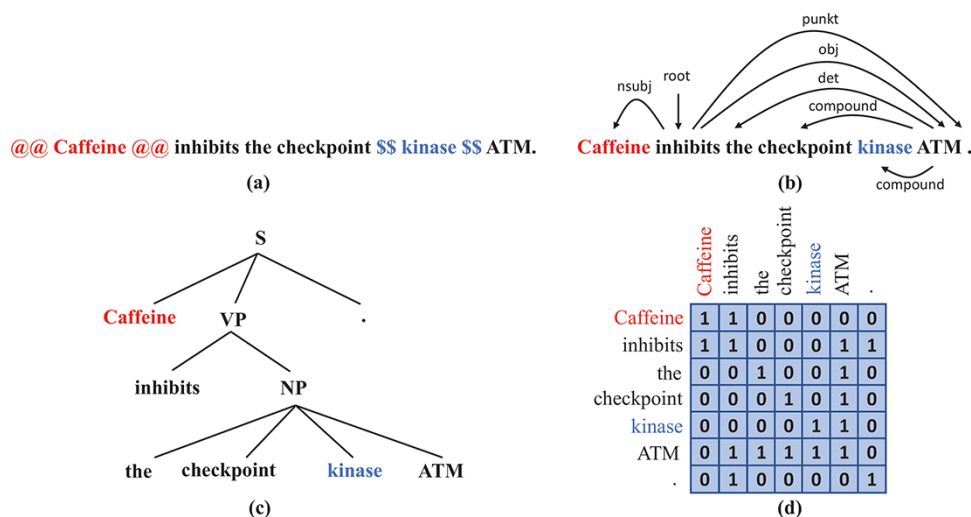 @@ Caffeine @@ inhibits the checkpoint $$ kinase $$ ATM.
(a)
punkt
obj
det
root
nsubj
compound
Caffeine inhibits the checkpoint kinase ATM .
compound
(b)
S
Caffeine VP .
inhibits NP
the checkpoint kinase ATM
(c)
Caffeine inhibits the checkpoint kinase ATM .
Caffeine 1 1 0 0 0 0 0
inhibits 1 1 0 0 0 1 1
the 0 0 1 0 0 1 0
checkpoint 0 0 0 1 0 1 0
kinase 0 0 0 0 1 1 0
ATM 0 1 1 1 1 1 0
. 0 1 0 0 0 0 1
(d)